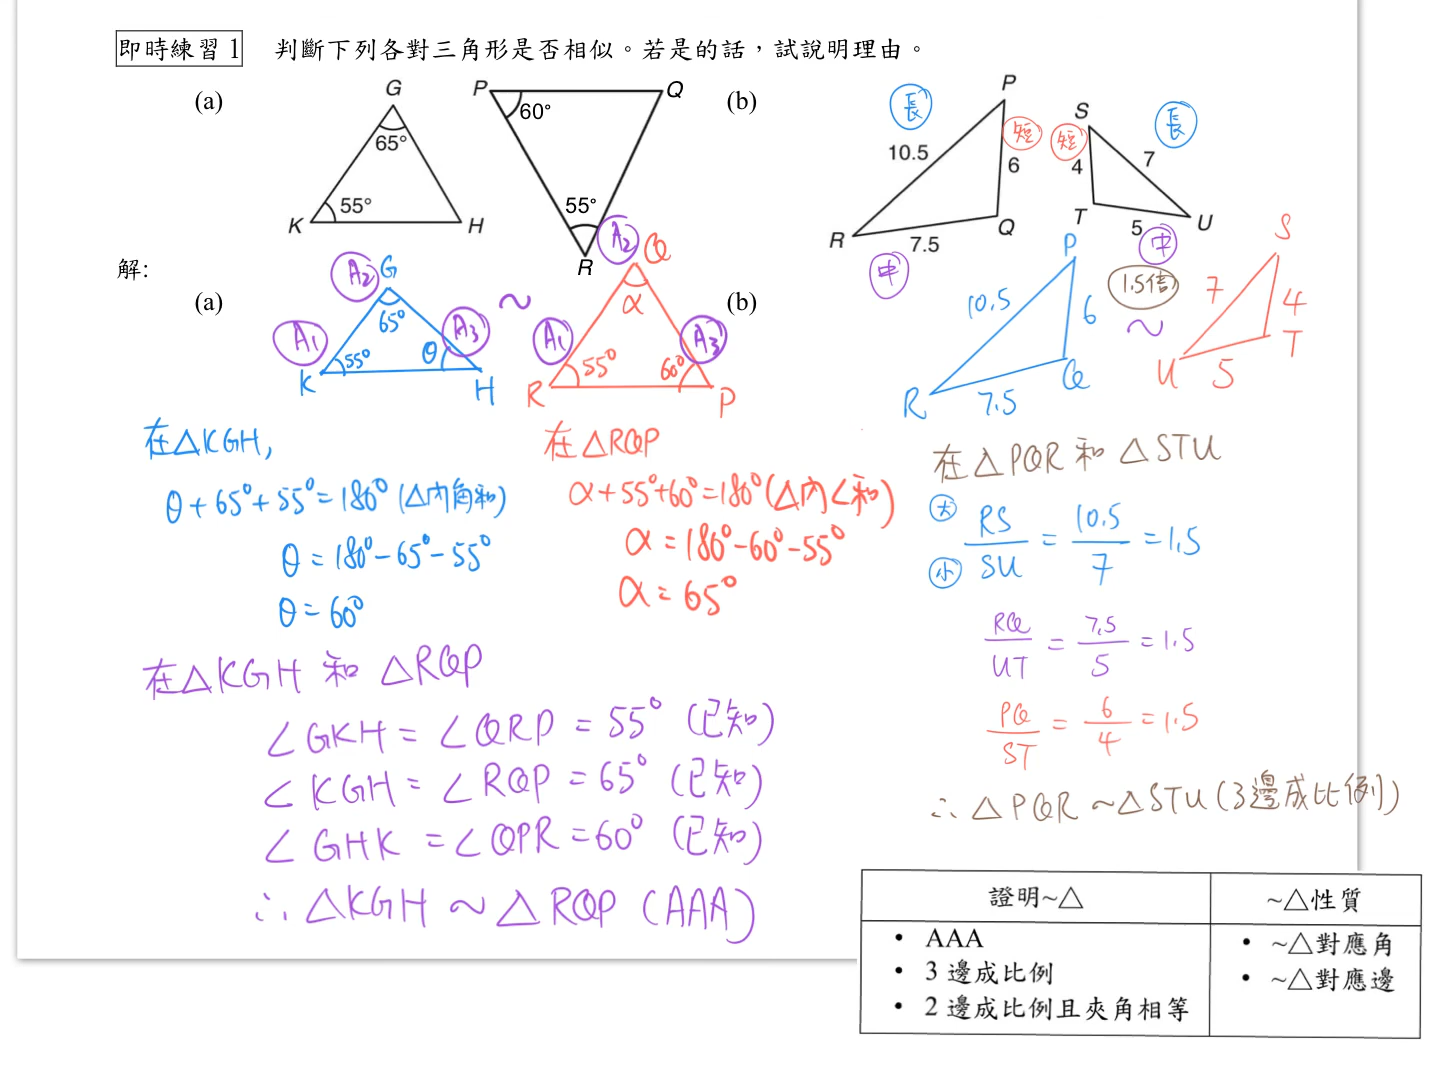 即時練習 1 判斷下列各對三角形是否相似。若是的話，試說明理由。
(a)
G
65°
55°
K
H
P
Q
60°
55°
R
(b)
P
長
短
10.5
6
R
7.5
Q
中
S
短
長
4
7
T
5
U
中
解:
(a)
A₂
G
65°
A₁
55°
θ
A₃
K
H
~
A₂
Q
α
A₁
55°
60°
A₃
R
P
(b)
P
10.5
6
R
7.5
Q
1.5倍
~
S
7
4
U
5
T
在△KGH,
θ+65°+55°=180° (△內角和)
θ=180°-65°-55°
θ=60°
在△RQP
α+55°+60°=180°(△內∠和)
α=180°-60°-55°
α=65°
在△KGH 和 △RQP
∠GKH=∠QRP=55° (已知)
∠KGH=∠RQP=65° (已知)
∠GHK=∠QPR=60° (已知)
∴△KGH~△RQP (AAA)
在△PQR和△STU
大 RS/SU 小 = 10.5/7 = 1.5
RQ/UT = 7.5/5 = 1.5
PQ/ST = 6/4 = 1.5
∴△PQR~△STU(3邊成比例)
證明~△ ~△性質
• AAA • ~△對應角
• 3 邊成比例 • ~△對應邊
• 2 邊成比例且夾角相等